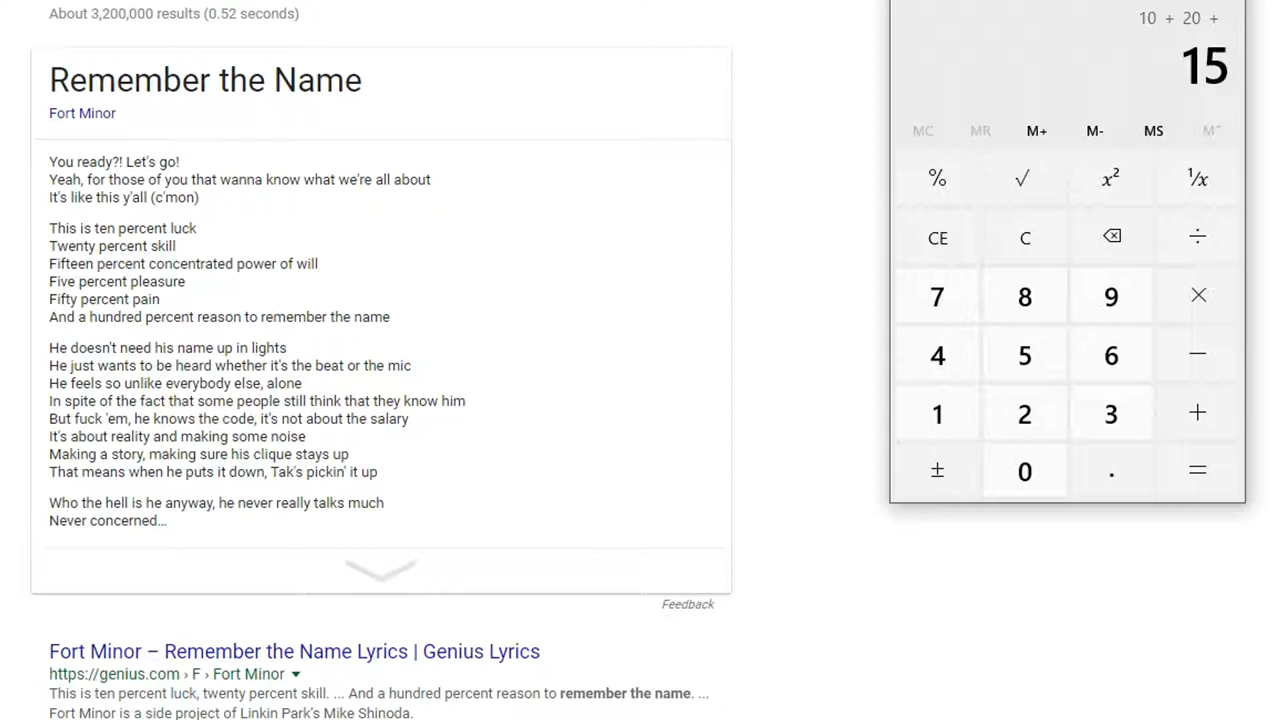 About 3,200,000 results (0.52 seconds)
Remember the Name
Fort Minor
You ready?! Let's go!
Yeah, for those of you that wanna know what we're all about
It's like this y'all (c'mon)
This is ten percent luck
Twenty percent skill
Fifteen percent concentrated power of will
Five percent pleasure
Fifty percent pain
And a hundred percent reason to remember the name
He doesn't need his name up in lights
He just wants to be heard whether it's the beat or the mic
He feels so unlike everybody else, alone
In spite of the fact that some people still think that they know him
But fuck 'em, he knows the code, it's not about the salary
It's about reality and making some noise
Making a story, making sure his clique stays up
That means when he puts it down, Tak's pickin' it up
Who the hell is he anyway, he never really talks much
Never concerned...
Feedback
Fort Minor – Remember the Name Lyrics | Genius Lyrics
https://genius.com › F › Fort Minor
This is ten percent luck, twenty percent skill. ... And a hundred percent reason to remember the name. ...
Fort Minor is a side project of Linkin Park's Mike Shinoda.
10 + 20 +
15
MC MR M+ M- MS M˅
% √ x² ¹/x
CE C ⌫ ÷
7 8 9 ×
4 5 6 −
1 2 3 +
± 0 . =